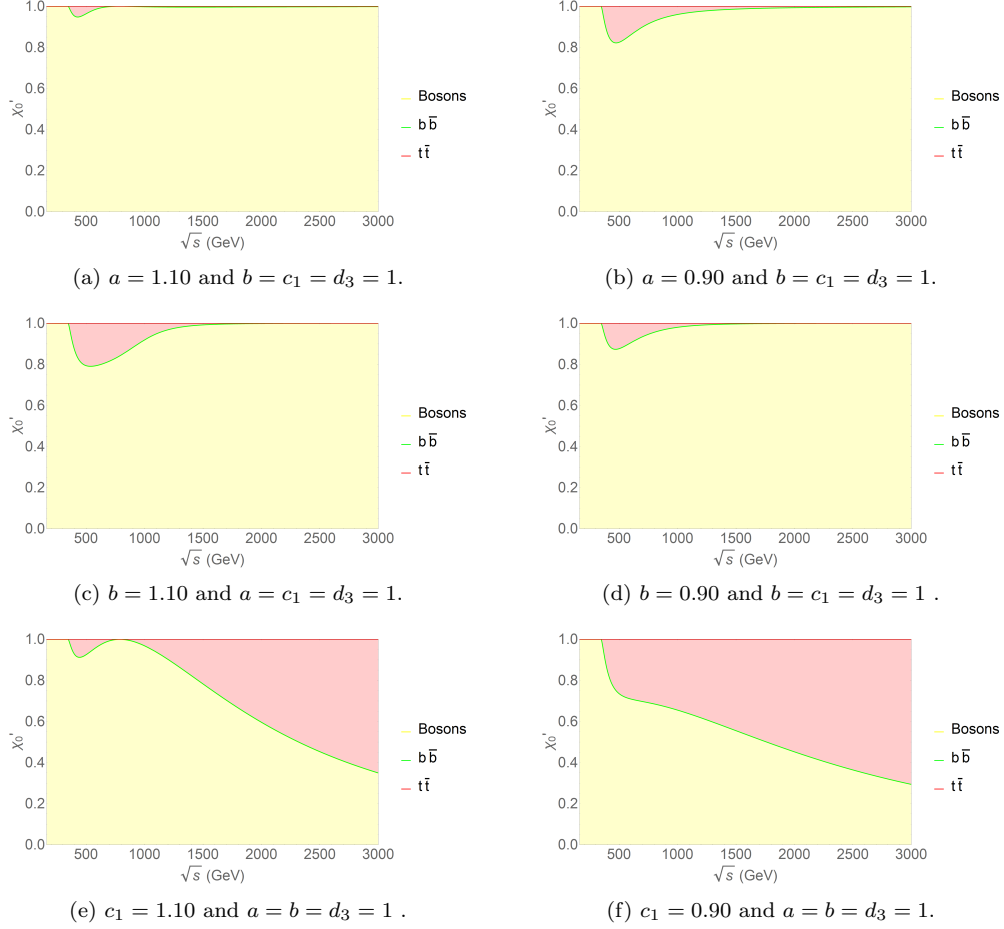 1.0
0.8
0.6
0.4
0.2
0.0
χ₀'
500 1000 1500 2000 2500 3000
√s (GeV)
Bosons
b b̅
t t̅
(a) a = 1.10 and b = c₁ = d₃ = 1.
1.0
0.8
0.6
0.4
0.2
0.0
χ₀'
500 1000 1500 2000 2500 3000
√s (GeV)
Bosons
b b̅
t t̅
(b) a = 0.90 and b = c₁ = d₃ = 1.
1.0
0.8
0.6
0.4
0.2
0.0
χ₀'
500 1000 1500 2000 2500 3000
√s (GeV)
Bosons
b b̅
t t̅
(c) b = 1.10 and a = c₁ = d₃ = 1.
1.0
0.8
0.6
0.4
0.2
0.0
χ₀'
500 1000 1500 2000 2500 3000
√s (GeV)
Bosons
b b̅
t t̅
(d) b = 0.90 and b = c₁ = d₃ = 1 .
1.0
0.8
0.6
0.4
0.2
0.0
χ₀'
500 1000 1500 2000 2500 3000
√s (GeV)
Bosons
b b̅
t t̅
(e) c₁ = 1.10 and a = b = d₃ = 1 .
1.0
0.8
0.6
0.4
0.2
0.0
χ₀'
500 1000 1500 2000 2500 3000
√s (GeV)
Bosons
b b̅
t t̅
(f) c₁ = 0.90 and a = b = d₃ = 1.